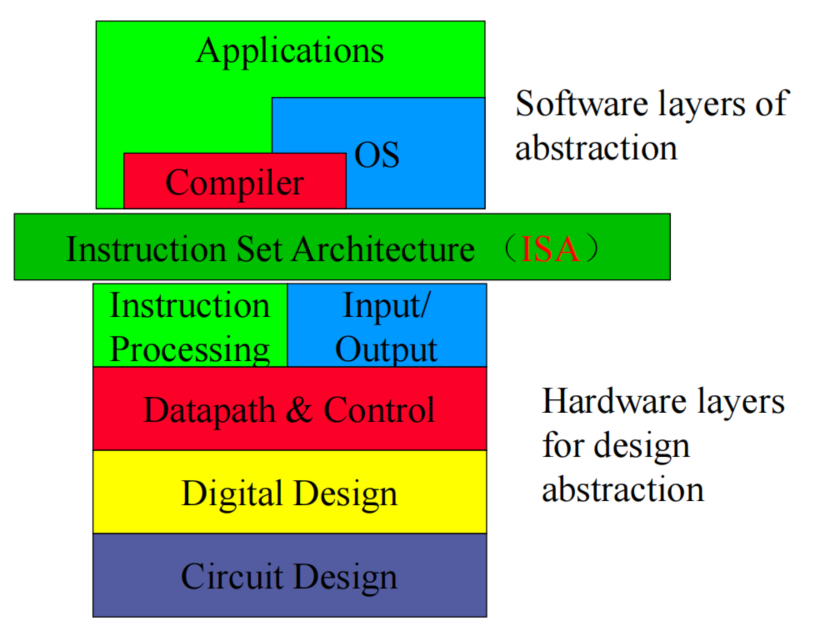 Applications
OS
Compiler
Software layers of
abstraction
Instruction Set Architecture （ISA）
Instruction
Processing
Input/
Output
Datapath & Control
Digital Design
Circuit Design
Hardware layers
for design
abstraction